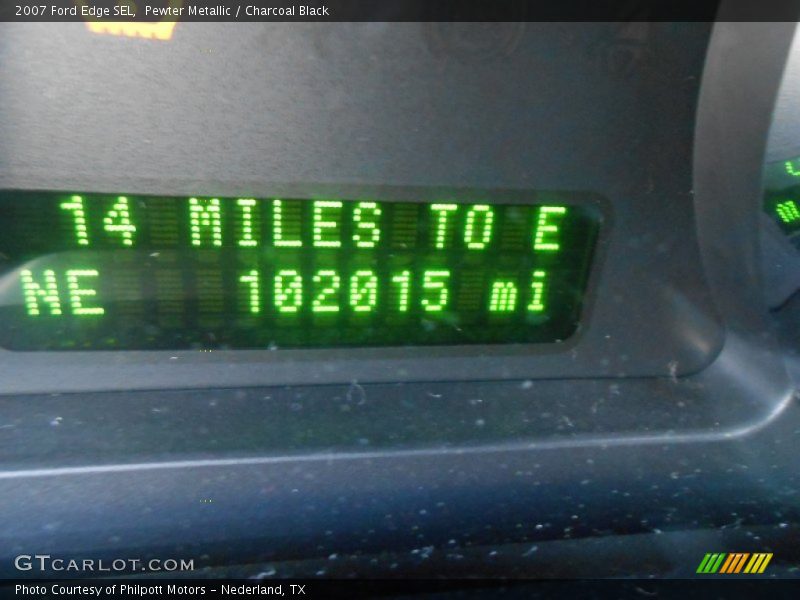 2007 Ford Edge SEL, Pewter Metallic / Charcoal Black
14 MILES TO E
NE 102015 mi
GTCARLOT.COM
Photo Courtesy of Philpott Motors - Nederland, TX